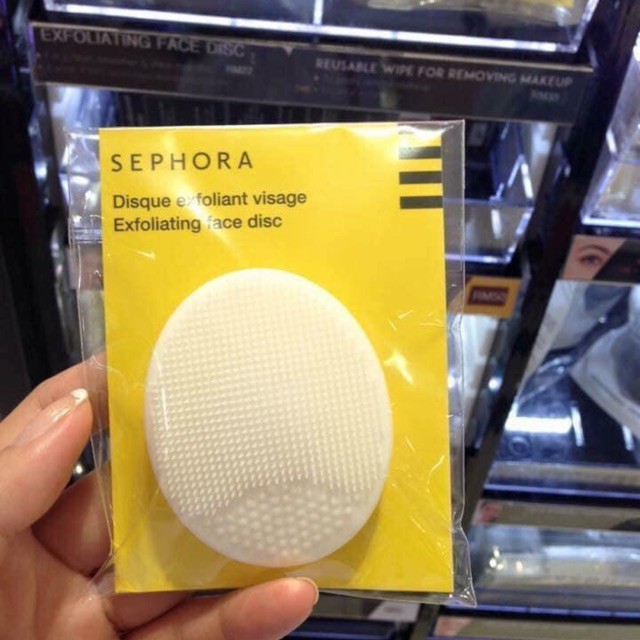 EXFOLIATING FACE DISC
REUSABLE WIPE FOR REMOVING MAKEUP
SEPHORA
Disque exfoliant visage
Exfoliating face disc